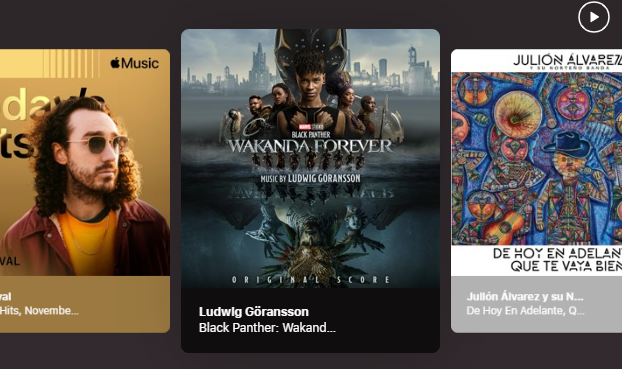 Music
day's
ts
VAL
val
Hits, Novembe...
MARVEL STUDIOS
BLACK PANTHER
WAKANDA FOREVER
MUSIC BY LUDWIG GÖRANSSON
ORIGINAL SCORE
Ludwig Göransson
Black Panther: Wakand...
JULIÓN ÁLVAREZ
Y SU NORTEÑO BANDA
DE HOY EN ADELAN
QUE TE VAYA BIEN
Julión Álvarez y su N...
De Hoy En Adelante, Q...